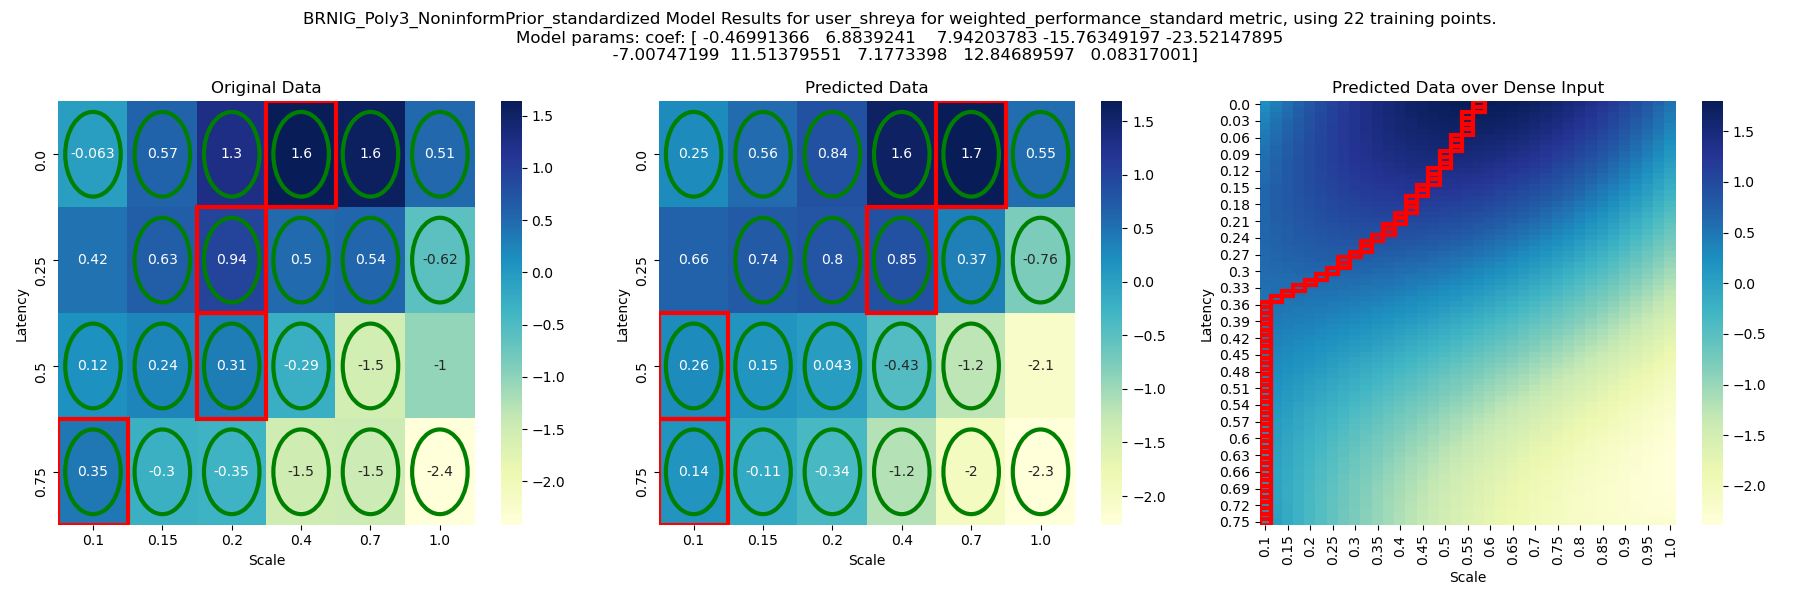 BRNIG_Poly3_NoninformPrior_standardized Model Results for user_shreya for weighted_performance_standard metric, using 22 training points.
Model params: coef: [ -0.46991366 6.8839241 7.94203783 -15.76349197 -23.52147895
-7.00747199 11.51379551 7.1773398 12.84689597 0.08317001]
Original Data
0.0 -0.063 0.57 1.3 1.6 1.6 0.51
0.25 0.42 0.63 0.94 0.5 0.54 -0.62
0.5 0.12 0.24 0.31 -0.29 -1.5 -1
0.75 0.35 -0.3 -0.35 -1.5 -1.5 -2.4
0.1 0.15 0.2 0.4 0.7 1.0
Scale
Latency
1.5
1.0
0.5
0.0
−0.5
−1.0
−1.5
−2.0
Predicted Data
0.0 0.25 0.56 0.84 1.6 1.7 0.55
0.25 0.66 0.74 0.8 0.85 0.37 -0.76
0.5 0.26 0.15 0.043 -0.43 -1.2 -2.1
0.75 0.14 -0.11 -0.34 -1.2 -2 -2.3
0.1 0.15 0.2 0.4 0.7 1.0
Scale
Latency
1.5
1.0
0.5
0.0
−0.5
−1.0
−1.5
−2.0
Predicted Data over Dense Input
0.0
0.03
0.06
0.09
0.12
0.15
0.18
0.21
0.24
0.27
0.3
0.33
0.36
0.39
0.42
0.45
0.48
0.51
0.54
0.57
0.6
0.63
0.66
0.69
0.72
0.75
0.1 0.15 0.2 0.25 0.3 0.35 0.4 0.45 0.5 0.55 0.6 0.65 0.7 0.75 0.8 0.85 0.9 0.95 1.0
Scale
Latency
1.5
1.0
0.5
0.0
−0.5
−1.0
−1.5
−2.0